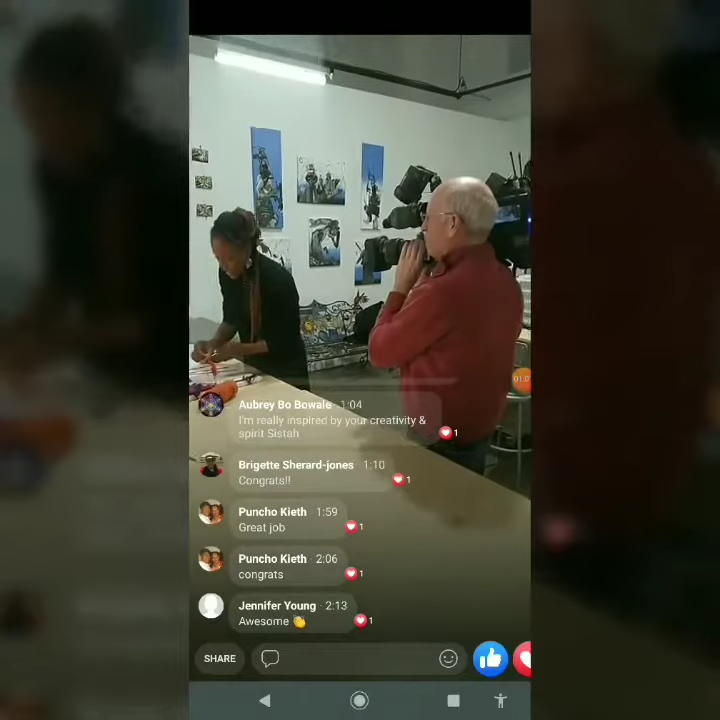 Aubrey Bo Bowale · 1:04
I'm really inspired by your creativity &
spirit Sistah
1
Brigette Sherard-jones 1:10
Congrats!!
1
Puncho Kieth 1:59
Great job
1
Puncho Kieth · 2:06
congrats
1
Jennifer Young · 2:13
Awesome 👏
1
SHARE